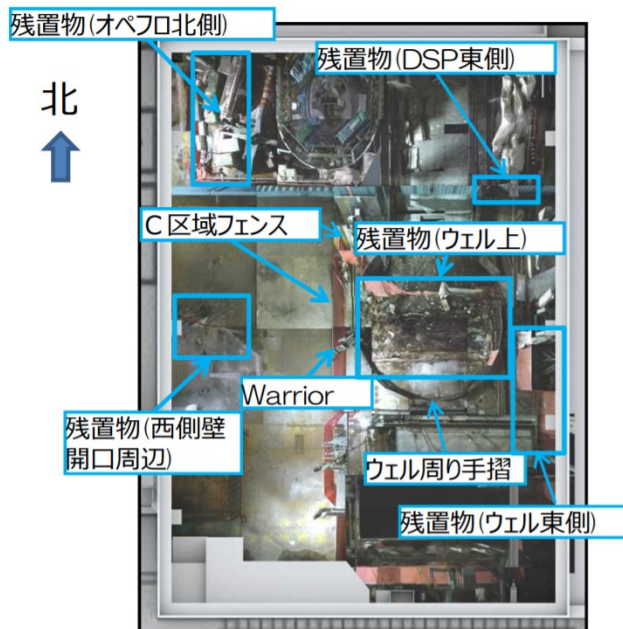 残置物(オペフロ北側)
残置物(DSP東側)
北
C区域フェンス
残置物(ウェル上)
Warrior
残置物(西側壁
開口周辺)
ウェル周り手摺
残置物(ウェル東側)